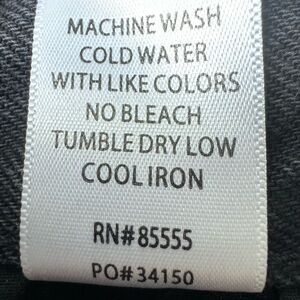 MACHINE WASH
COLD WATER
WITH LIKE COLORS
NO BLEACH
TUMBLE DRY LOW
COOL IRON
RN#85555
PO#34150